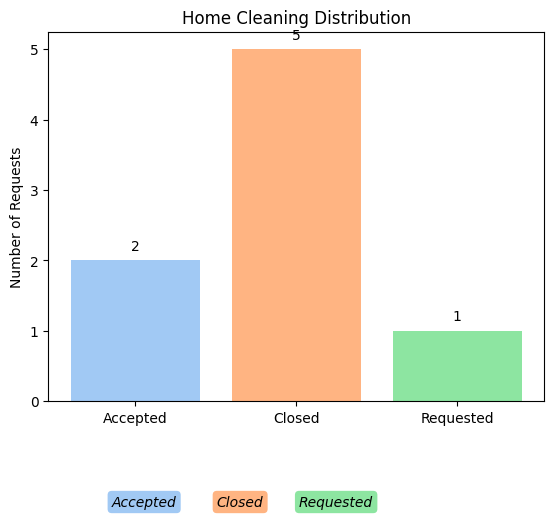 Home Cleaning Distribution
Number of Requests
5
4
3
2
1
0
2
5
1
Accepted Closed Requested
Accepted Closed Requested